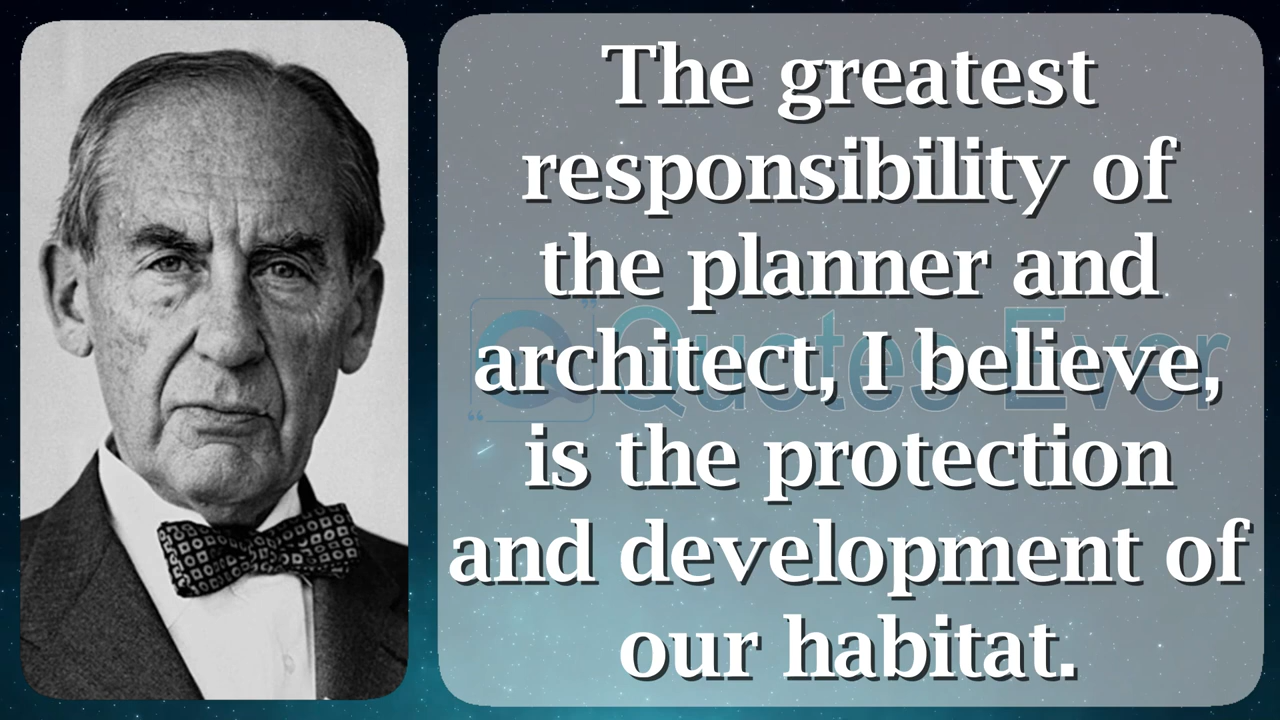 The greatest
responsibility of
the planner and
architect, I believe,
is the protection
and development of
our habitat.
Quotes Ever